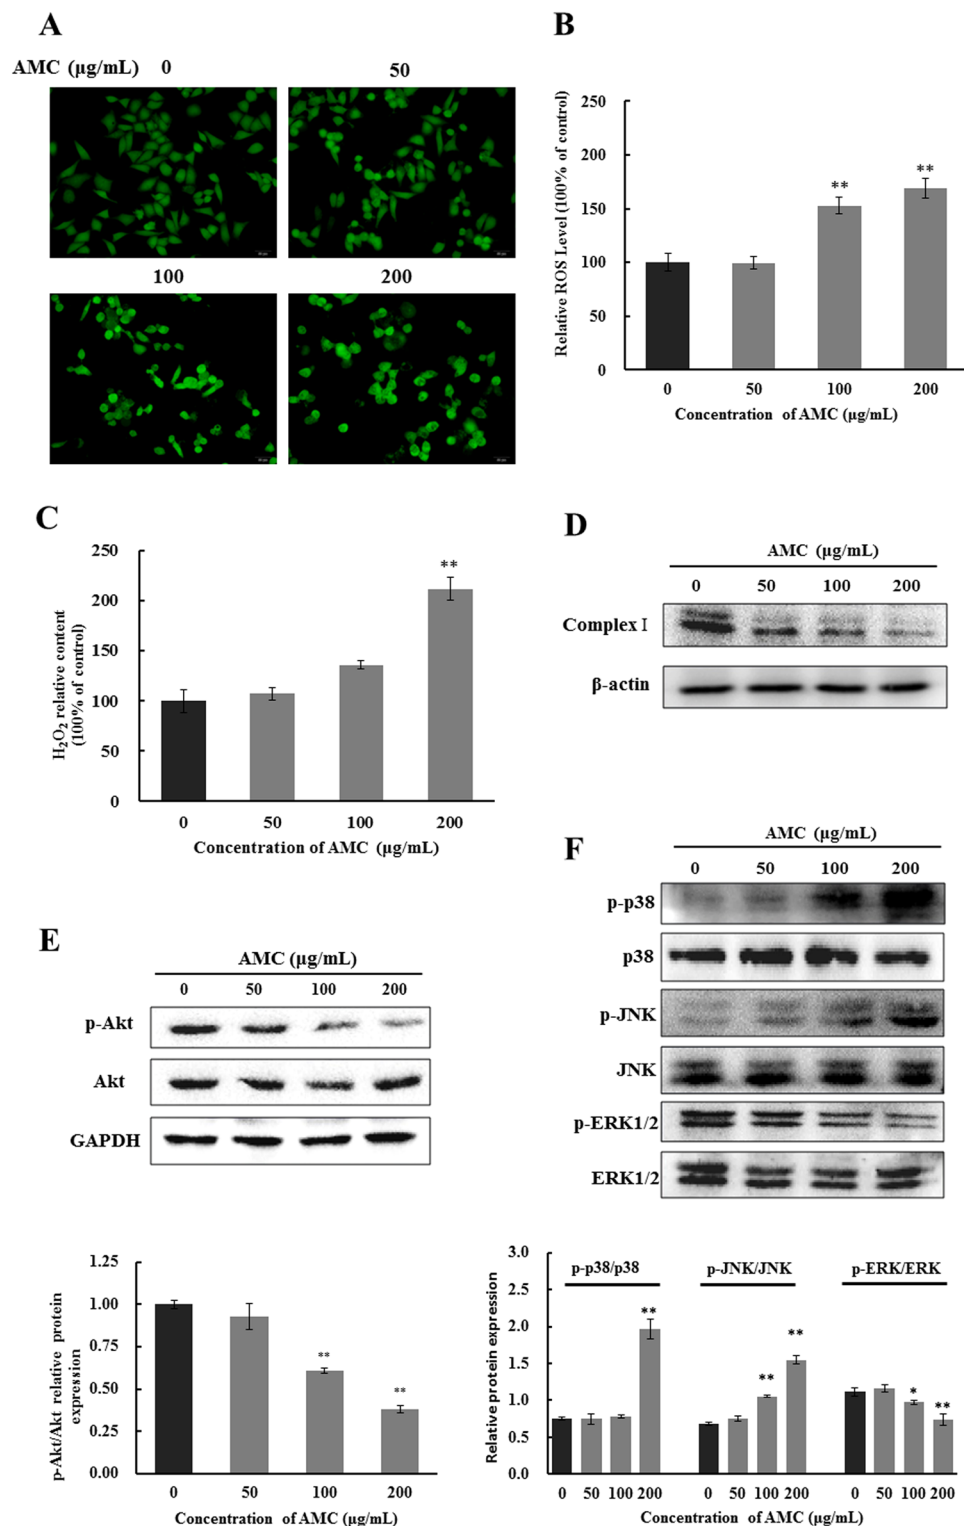 A
AMC (μg/mL) 0 50
100 200
B
Relative ROS Level (100% of control)
250
200
150
100
50
0
** **
0 50 100 200
Concentration of AMC (μg/mL)
C
H2O2 relative content
(100% of control)
250
200
150
100
50
0
**
0 50 100 200
Concentration of AMC (μg/mL)
D
AMC (μg/mL)
0 50 100 200
Complex I
β-actin
E
AMC (μg/mL)
0 50 100 200
p-Akt
Akt
GAPDH
p-Akt/Akt relative protein
expression
1.25
1.00
0.75
0.50
0.25
0.00
** **
0 50 100 200
Concentration of AMC (μg/mL)
F
AMC (μg/mL)
0 50 100 200
p-p38
p38
p-JNK
JNK
p-ERK1/2
ERK1/2
Relative protein expression
3.0
2.5
2.0
1.5
1.0
0.5
0.0
p-p38/p38 p-JNK/JNK p-ERK/ERK
** ** ** * **
0 50 100 200 0 50 100 200 0 50 100 200
Concentration of AMC (μg/mL)